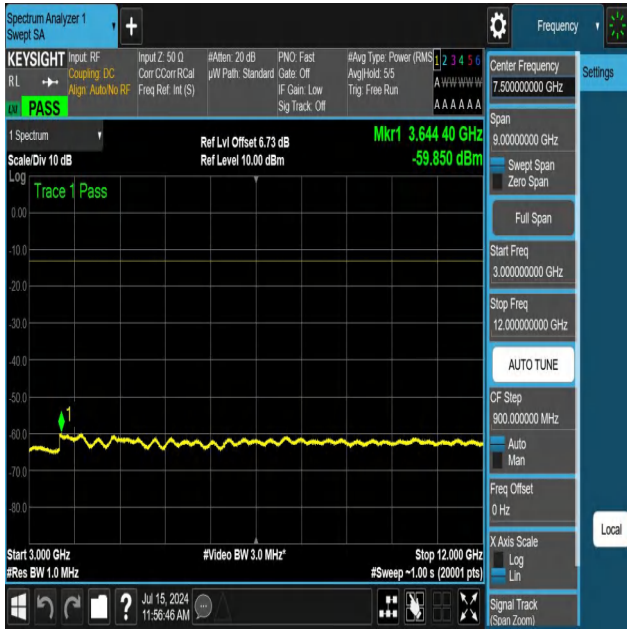 Spectrum Analyzer 1
Swept SA
+
Frequency
KEYSIGHT
RL
PASS
Input: RF
Coupling: DC
Align: Auto/No RF
Input Z: 50 Ω
Corr CCorr RCal
Freq Ref: Int (S)
#Atten: 20 dB
µW Path: Standard
PNO: Fast
Gate: Off
IF Gain: Low
Sig Track: Off
#Avg Type: Power (RMS
Avg|Hold: 5/5
Trig: Free Run
1 2 3 4 5 6
A W W W W W
A A A A A A
1 Spectrum
Scale/Div 10 dB
Ref Lvl Offset 6.73 dB
Ref Level 10.00 dBm
Mkr1 3.644 40 GHz
-59.850 dBm
Log
Trace 1 Pass
0.00
-10.0
-20.0
-30.0
-40.0
-50.0
-60.0
-70.0
-80.0
1
Start 3.000 GHz
#Res BW 1.0 MHz
#Video BW 3.0 MHz*
Stop 12.000 GHz
#Sweep ~1.00 s (20001 pts)
?
Jul 15, 2024
11:56:46 AM
Center Frequency
7.500000000 GHz
Span
9.00000000 GHz
Swept Span
Zero Span
Full Span
Start Freq
3.000000000 GHz
Stop Freq
12.000000000 GHz
AUTO TUNE
CF Step
900.000000 MHz
Auto
Man
Freq Offset
0 Hz
X Axis Scale
Log
Lin
Signal Track
(Span Zoom)
Settings
Local